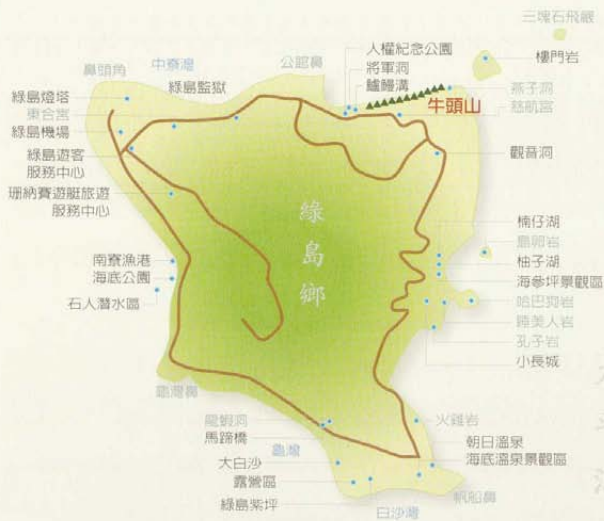 三塊石飛巖
人權紀念公園
樓門岩
公館鼻
將軍洞
中寮灣
鼻頭角
鱸鰻溝
燕子洞
綠島監獄
綠島燈塔
牛頭山
慈航宮
東合宮
綠島機場
綠島遊客
服務中心
觀音洞
珊納賽遊艇旅遊
服務中心
綠島鄉
楠仔湖
南寮漁港
柚子湖
海底公園
海參坪景觀區
石人潛水區
哈巴狗岩
睡美人岩
孔子岩
小長城
龜灣鼻
龍蝦洞
火雞岩
馬蹄橋
朝日溫泉
龜灣
大白沙
海底溫泉景觀區
露營區
帆船鼻
綠島紫坪
白沙灣